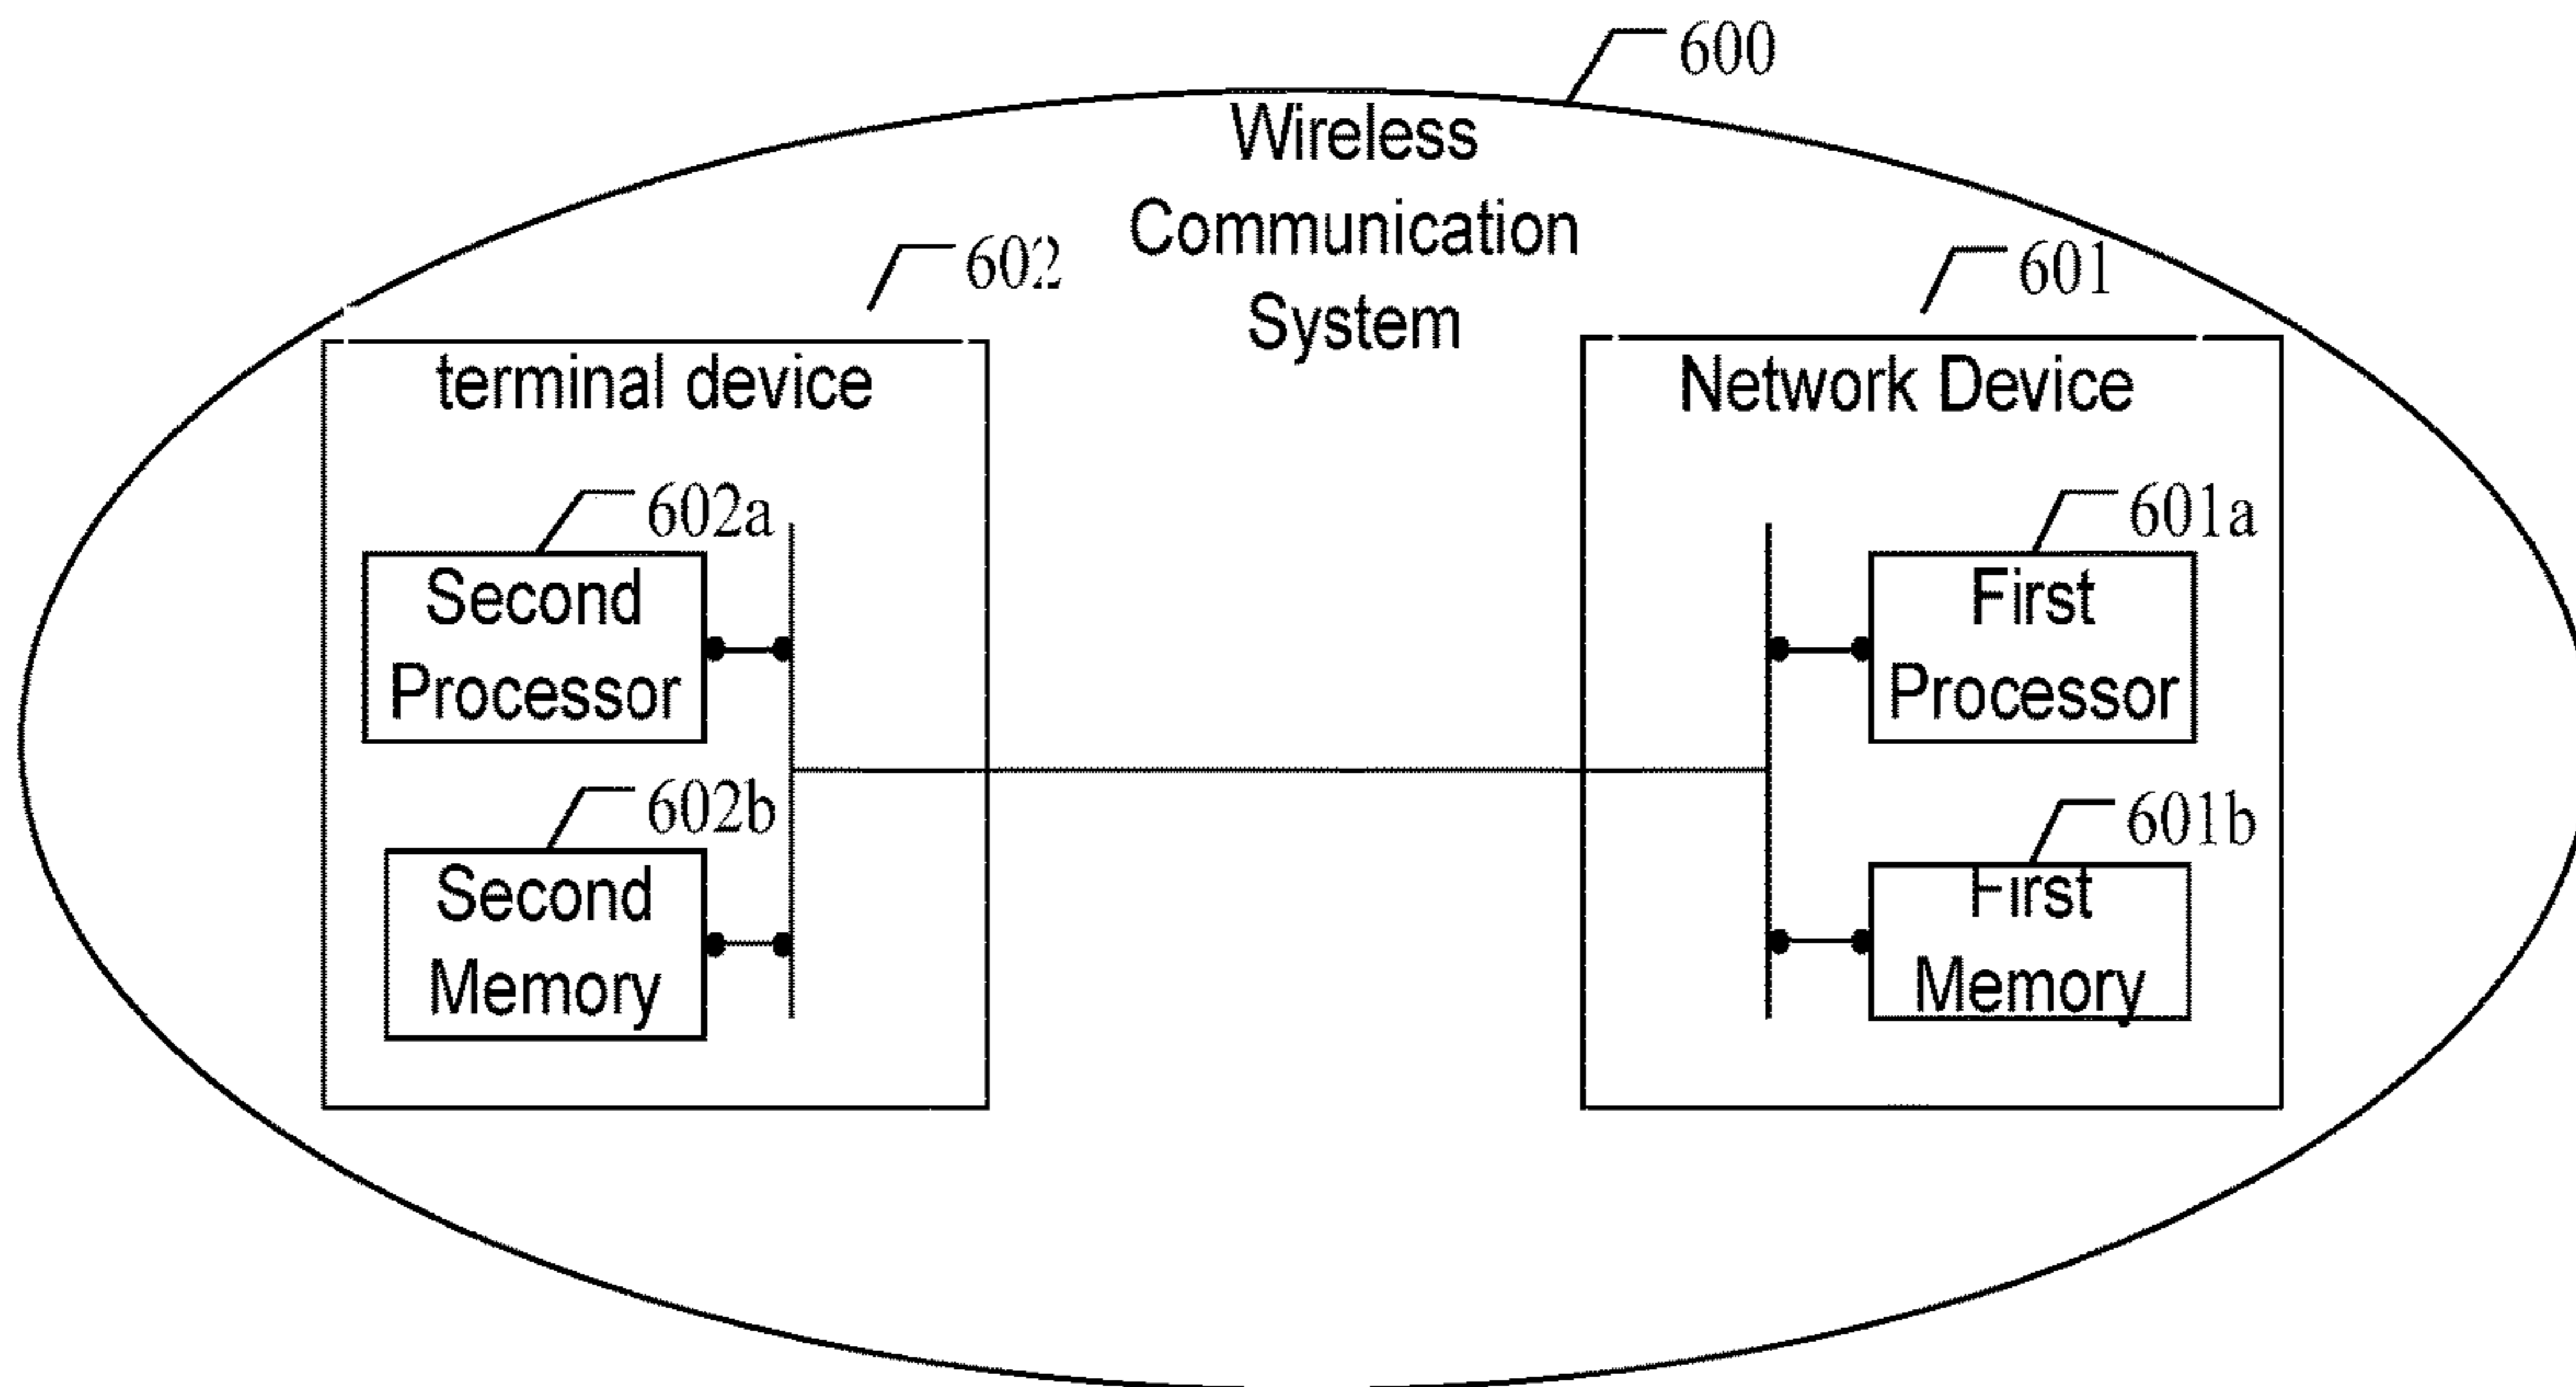 600
Wireless
Communication
System
602
601
terminal device
Network Device
602a
Second
Processor
602b
Second
Memory
601a
First
Processor
601b
First
Memory